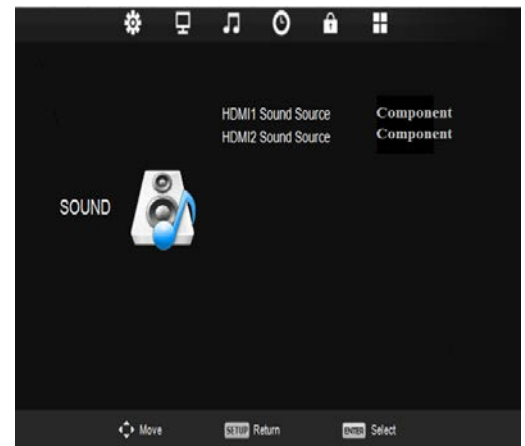 HDMI1 Sound Source Component
HDMI2 Sound Source Component
SOUND
Move SETUP Return ENTER Select